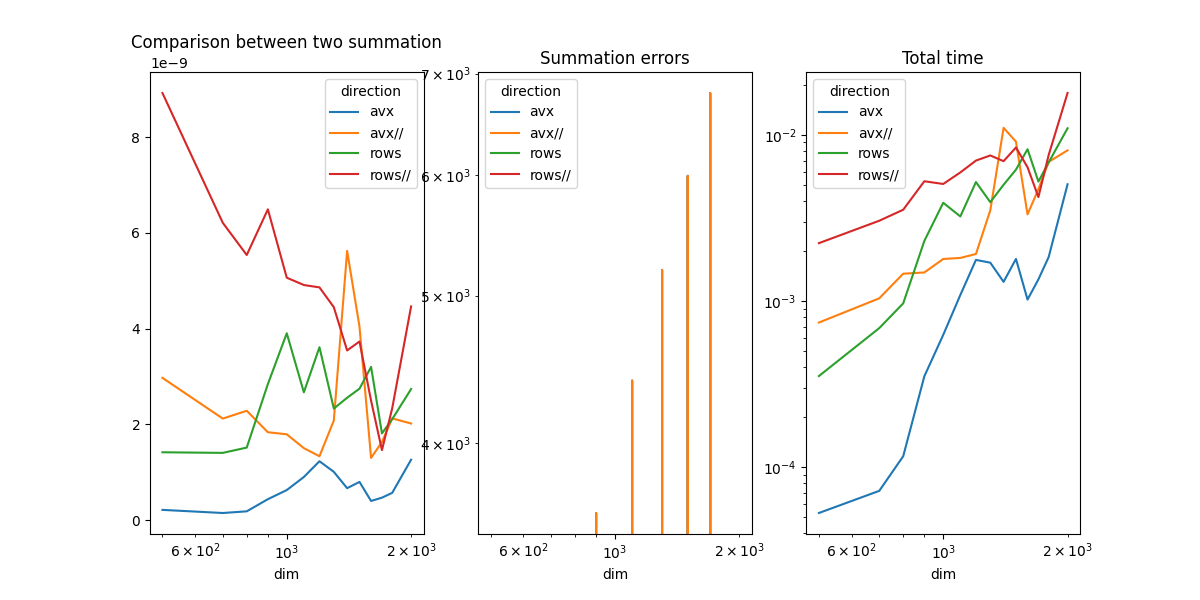 Comparison between two summation
1e−9
direction
avx
avx//
rows
rows//
8
6
4
2
0
6 × 10²
10³
2 × 10³
dim
Summation errors
direction
avx
avx//
rows
rows//
7 × 10³
6 × 10³
5 × 10³
4 × 10³
6 × 10²
10³
2 × 10³
dim
Total time
direction
avx
avx//
rows
rows//
10⁻²
10⁻³
10⁻⁴
6 × 10²
10³
2 × 10³
dim